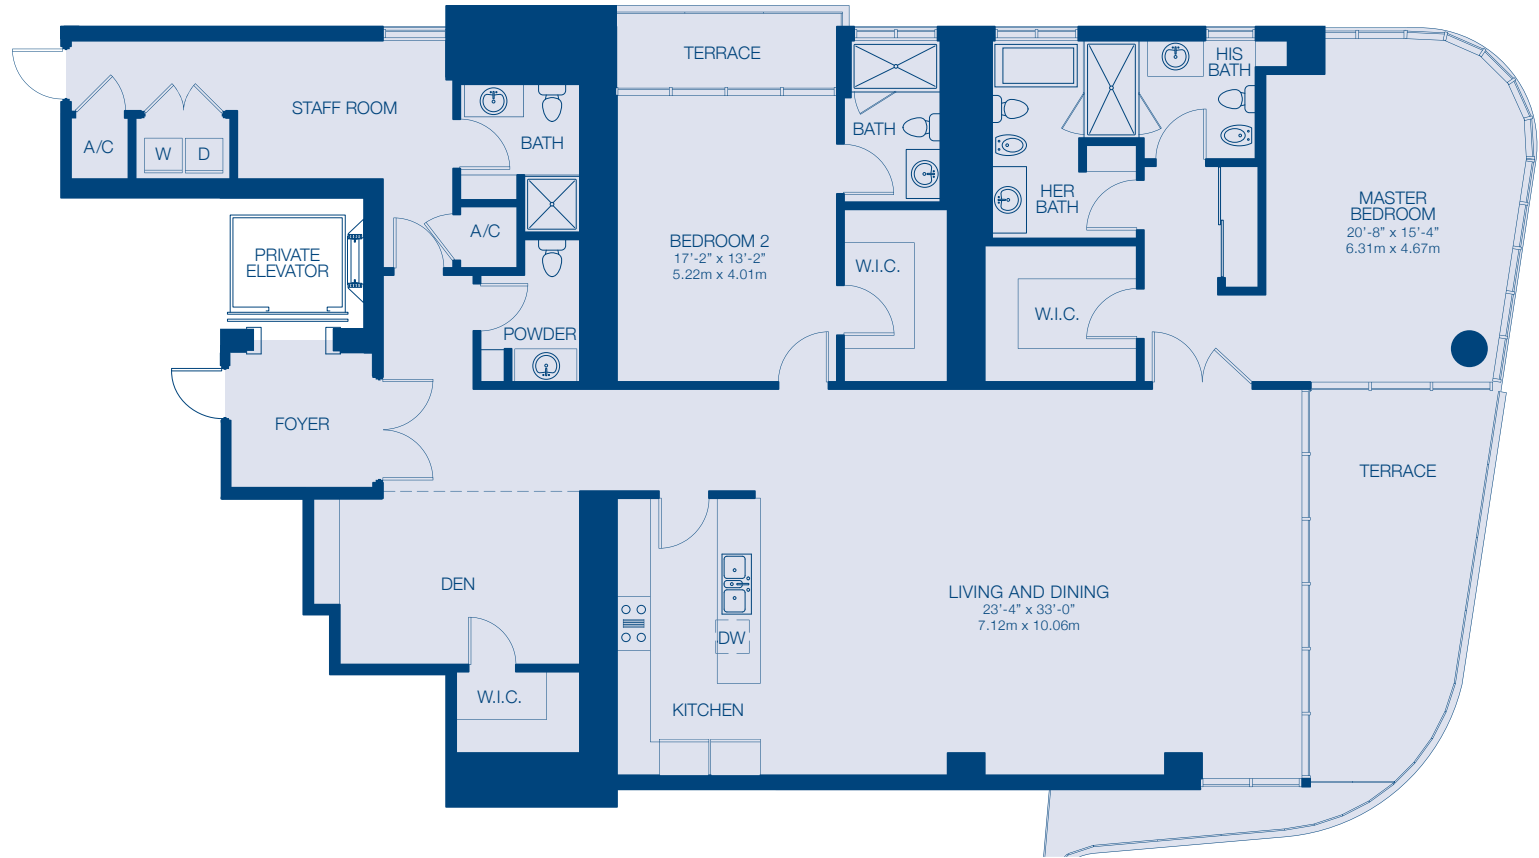 TERRACE
HIS
BATH
STAFF ROOM
BATH
A/C
W
D
BATH
HER
BATH
MASTER
BEDROOM
20’-8” x 15’-4”
6.31m x 4.67m
A/C
BEDROOM 2
17’-2” x 13’-2”
5.22m x 4.01m
PRIVATE
ELEVATOR
W.I.C.
W.I.C.
POWDER
FOYER
TERRACE
DEN
LIVING AND DINING
23’-4” x 33’-0”
7.12m x 10.06m
DW
W.I.C.
KITCHEN